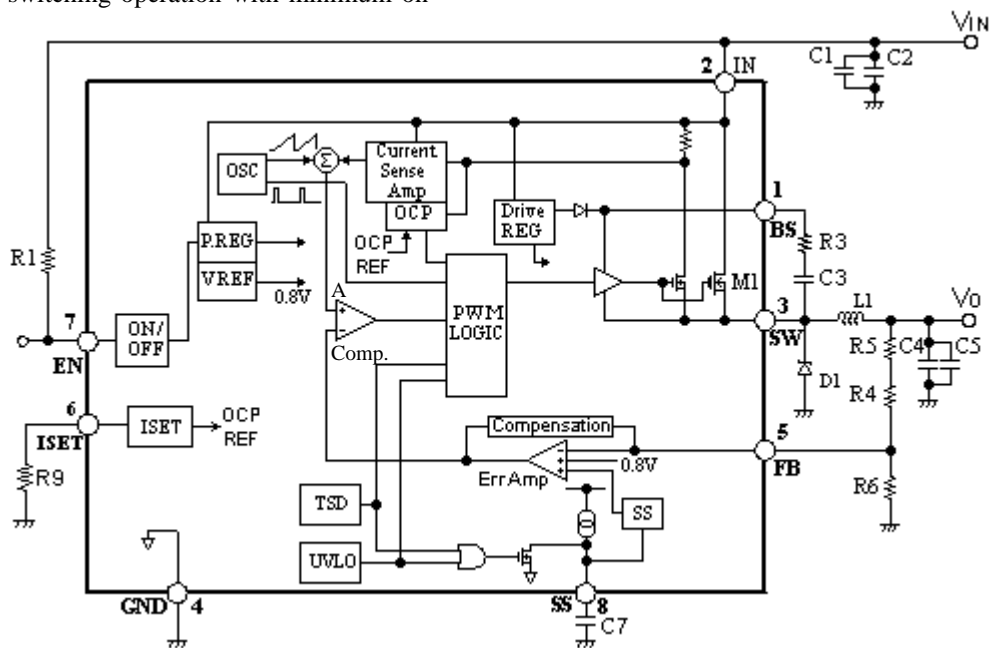 switching operation with minimum on
VIN
C1
C2
2
IN
OSC
Σ
Current
Sense
Amp
OCP
Drive
REG
1
BS
R3
C3
R1
P.REG
VREF
0.8V
OCP
REF
M1
A
Comp.
PWM
LOGIC
3
SW
L1
VO
7
EN
ON/
OFF
D1
R5
C4
C5
R4
6
ISET
ISET
OCP
REF
Compensation
5
FB
R9
ErrAmp
0.8V
R6
TSD
SS
UVLO
GND
4
SS
8
C7
+
−
−
+
+